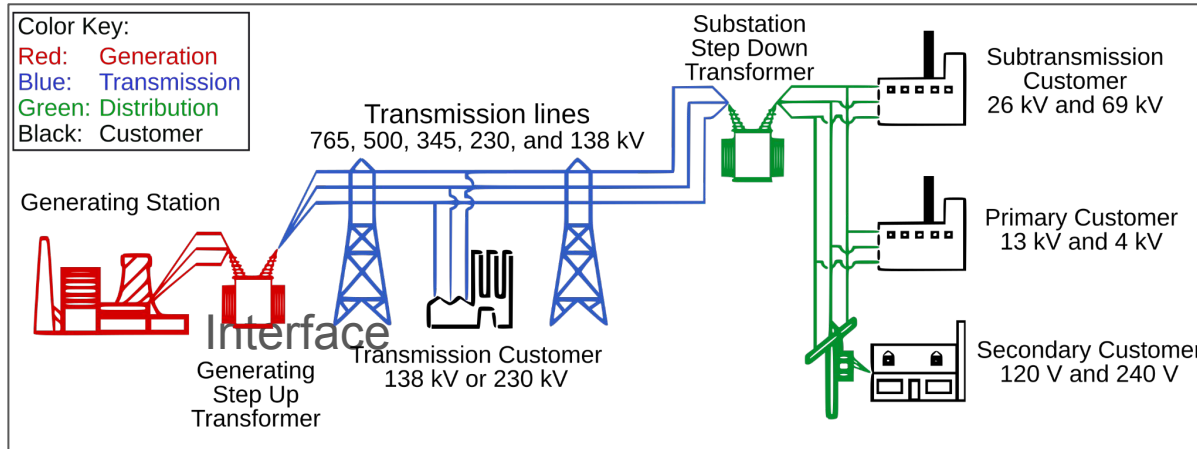 Color Key:
Red: Generation
Blue: Transmission
Green: Distribution
Black: Customer
Generating Station
Interface
Generating
Step Up
Transformer
Transmission lines
765, 500, 345, 230, and 138 kV
Transmission Customer
138 kV or 230 kV
Substation
Step Down
Transformer
Subtransmission
Customer
26 kV and 69 kV
Primary Customer
13 kV and 4 kV
Secondary Customer
120 V and 240 V